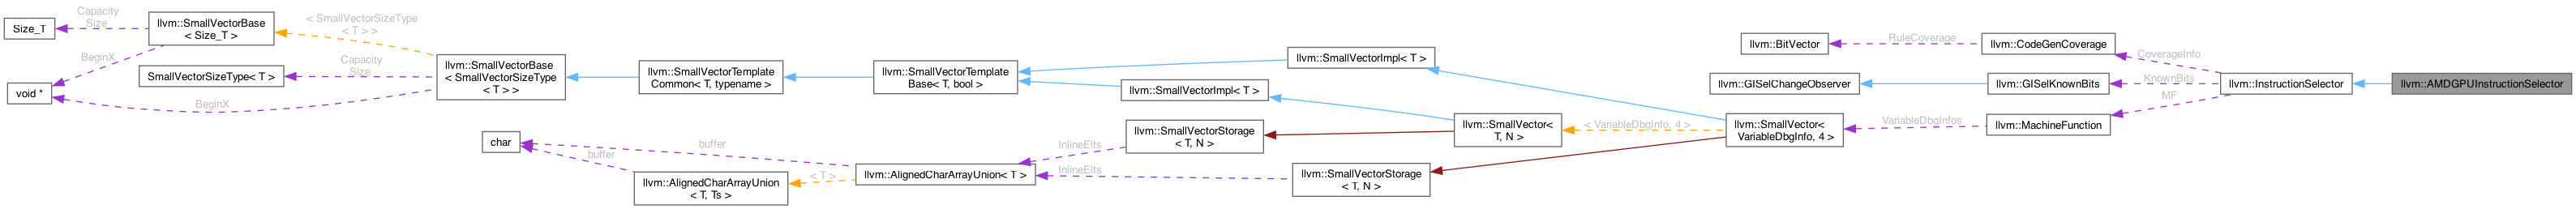 Size_T
Capacity
Size_
llvm::SmallVectorBase
< Size_T >
< SmallVectorSizeType
< T > >
BeginX
void *
SmallVectorSizeType< T >
Capacity
Size
BeginX
llvm::SmallVectorBase
< SmallVectorSizeType
< T > >
llvm::SmallVectorTemplate
Common< T, typename >
llvm::SmallVectorTemplate
Base< T, bool >
llvm::SmallVectorImpl< T >
llvm::SmallVectorImpl< T >
char
buffer
buffer
llvm::AlignedCharArrayUnion
< T, Ts >
< T >
llvm::AlignedCharArrayUnion< T >
InlineElts
InlineElts
llvm::SmallVectorStorage
< T, N >
llvm::SmallVectorStorage
< T, N >
llvm::SmallVector<
T, N >
< VariableDbgInfo, 4 >
llvm::SmallVector<
VariableDbgInfo, 4 >
VariableDbgInfos
llvm::BitVector
RuleCoverage
llvm::CodeGenCoverage
llvm::GISelChangeObserver
llvm::GISelKnownBits
llvm::MachineFunction
CoverageInfo
KnownBits
MF
llvm::InstructionSelector
llvm::AMDGPUInstructionSelector